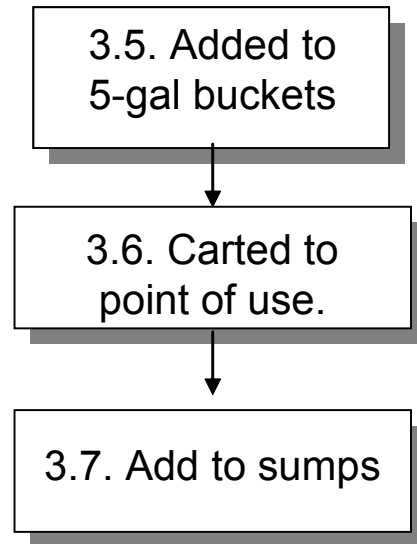 3.5. Added to
5-gal buckets
3.6. Carted to
point of use.
3.7. Add to sumps